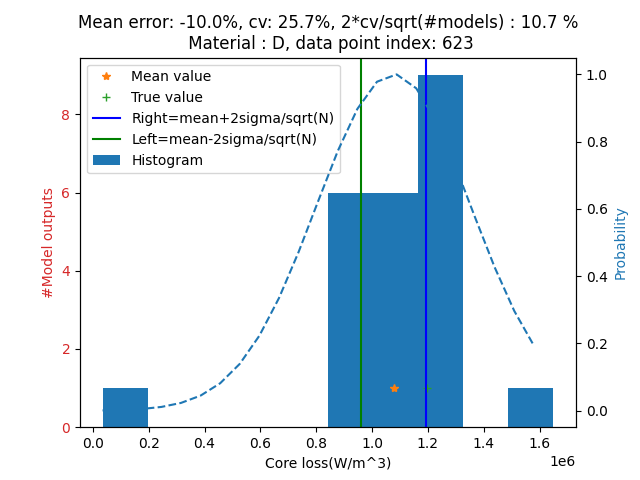 Mean error: -10.0%, cv: 25.7%, 2*cv/sqrt(#models) : 10.7 %
Material : D, data point index: 623
Mean value
True value
Right=mean+2sigma/sqrt(N)
Left=mean-2sigma/sqrt(N)
Histogram
#Model outputs
8
6
4
2
0
1.0
0.8
0.6
0.4
0.2
0.0
Probability
0.0 0.2 0.4 0.6 0.8 1.0 1.2 1.4 1.6
1e6
Core loss(W/m^3)